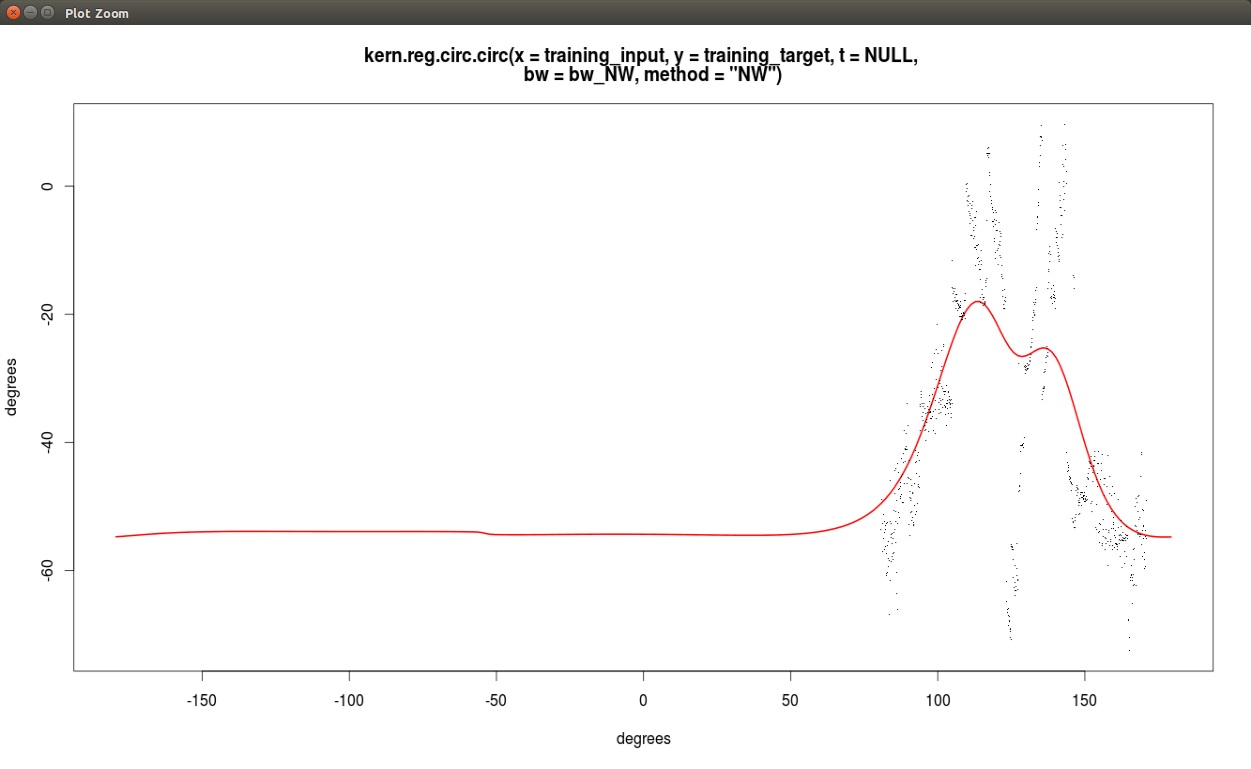 Plot Zoom
kern.reg.circ.circ(x = training_input, y = training_target, t = NULL,
bw = bw_NW, method = "NW")
0
-20
-40
-60
degrees
-150 -100 -50 0 50 100 150
degrees